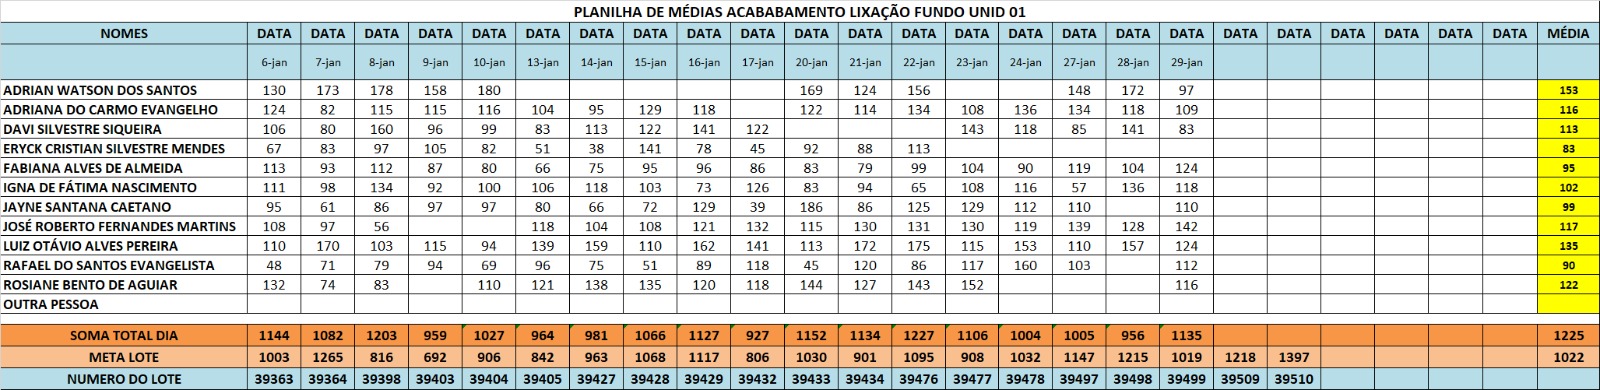 PLANILHA DE MÉDIAS ACABABAMENTO LIXAÇÃO FUNDO UNID 01
NOMES DATA DATA DATA DATA DATA DATA DATA DATA DATA DATA DATA DATA DATA DATA DATA DATA DATA DATA DATA DATA DATA DATA DATA DATA MÉDIA
6-jan 7-jan 8-jan 9-jan 10-jan 13-jan 14-jan 15-jan 16-jan 17-jan 20-jan 21-jan 22-jan 23-jan 24-jan 27-jan 28-jan 29-jan
ADRIAN WATSON DOS SANTOS 130 173 178 158 180 169 124 156 148 172 97 153
ADRIANA DO CARMO EVANGELHO 124 82 115 115 116 104 95 129 118 122 114 134 108 136 134 118 109 116
DAVI SILVESTRE SIQUEIRA 106 80 160 96 99 83 113 122 141 122 143 118 85 141 83 113
ERYCK CRISTIAN SILVESTRE MENDES 67 83 97 105 82 51 38 141 78 45 92 88 113 83
FABIANA ALVES DE ALMEIDA 113 93 112 87 80 66 75 95 96 86 83 79 99 104 90 119 104 124 95
IGNA DE FÁTIMA NASCIMENTO 111 98 134 92 100 106 118 103 73 126 83 94 65 108 116 57 136 118 102
JAYNE SANTANA CAETANO 95 61 86 97 97 80 66 72 129 39 186 86 125 129 112 110 110 99
JOSÉ ROBERTO FERNANDES MARTINS 108 97 56 118 104 108 121 132 115 130 131 130 119 139 128 142 117
LUIZ OTÁVIO ALVES PEREIRA 110 170 103 115 94 139 159 110 162 141 113 172 175 115 153 110 157 124 135
RAFAEL DO SANTOS EVANGELISTA 48 71 79 94 69 96 75 51 89 118 45 120 86 117 160 103 112 90
ROSIANE BENTO DE AGUIAR 132 74 83 110 121 138 135 120 118 144 127 143 152 116 122
OUTRA PESSOA
SOMA TOTAL DIA 1144 1082 1203 959 1027 964 981 1066 1127 927 1152 1134 1227 1106 1004 1005 956 1135 1225
META LOTE 1003 1265 816 692 906 842 963 1068 1117 806 1030 901 1095 908 1032 1147 1215 1019 1218 1397 1022
NUMERO DO LOTE 39363 39364 39398 39403 39404 39405 39427 39428 39429 39432 39433 39434 39476 39477 39478 39497 39498 39499 39509 39510